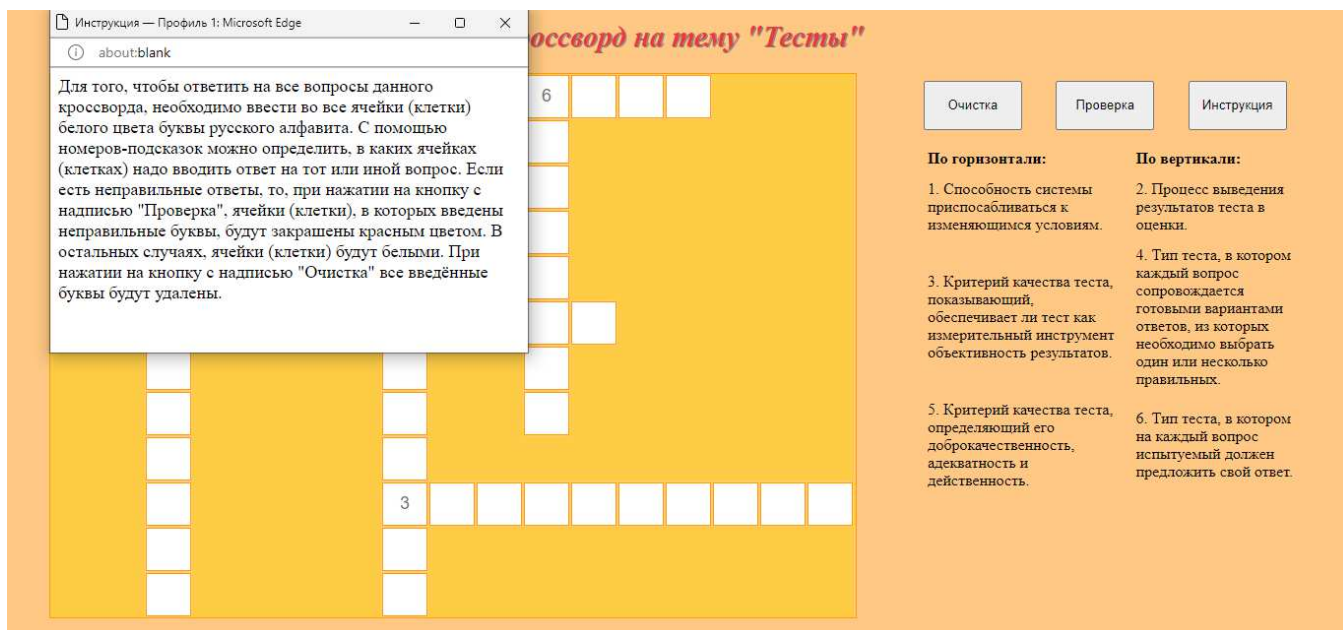 Инструкция — Профиль 1: Microsoft Edge
about:blank
Для того, чтобы ответить на все вопросы данного
кроссворда, необходимо ввести во все ячейки (клетки)
белого цвета буквы русского алфавита. С помощью
номеров-подсказок можно определить, в каких ячейках
(клетках) надо вводить ответ на тот или иной вопрос. Если
есть неправильные ответы, то, при нажатии на кнопку с
надписью "Проверка", ячейки (клетки), в которых введены
неправильные буквы, будут закрашены красным цветом. В
остальных случаях, ячейки (клетки) будут белыми. При
нажатии на кнопку с надписью "Очистка" все введённые
буквы будут удалены.
оссворд на тему "Тесты"
6
3
Очистка
Проверка
Инструкция
По горизонтали:
1. Способность системы
приспосабливаться к
изменяющимся условиям.
3. Критерий качества теста,
показывающий,
обеспечивает ли тест как
измерительный инструмент
объективность результатов.
5. Критерий качества теста,
определяющий его
доброкачественность,
адекватность и
действенность.
По вертикали:
2. Процесс выведения
результатов теста в
оценки.
4. Тип теста, в котором
каждый вопрос
сопровождается
готовыми вариантами
ответов, из которых
необходимо выбрать
один или несколько
правильных.
6. Тип теста, в котором
на каждый вопрос
испытуемый должен
предложить свой ответ.